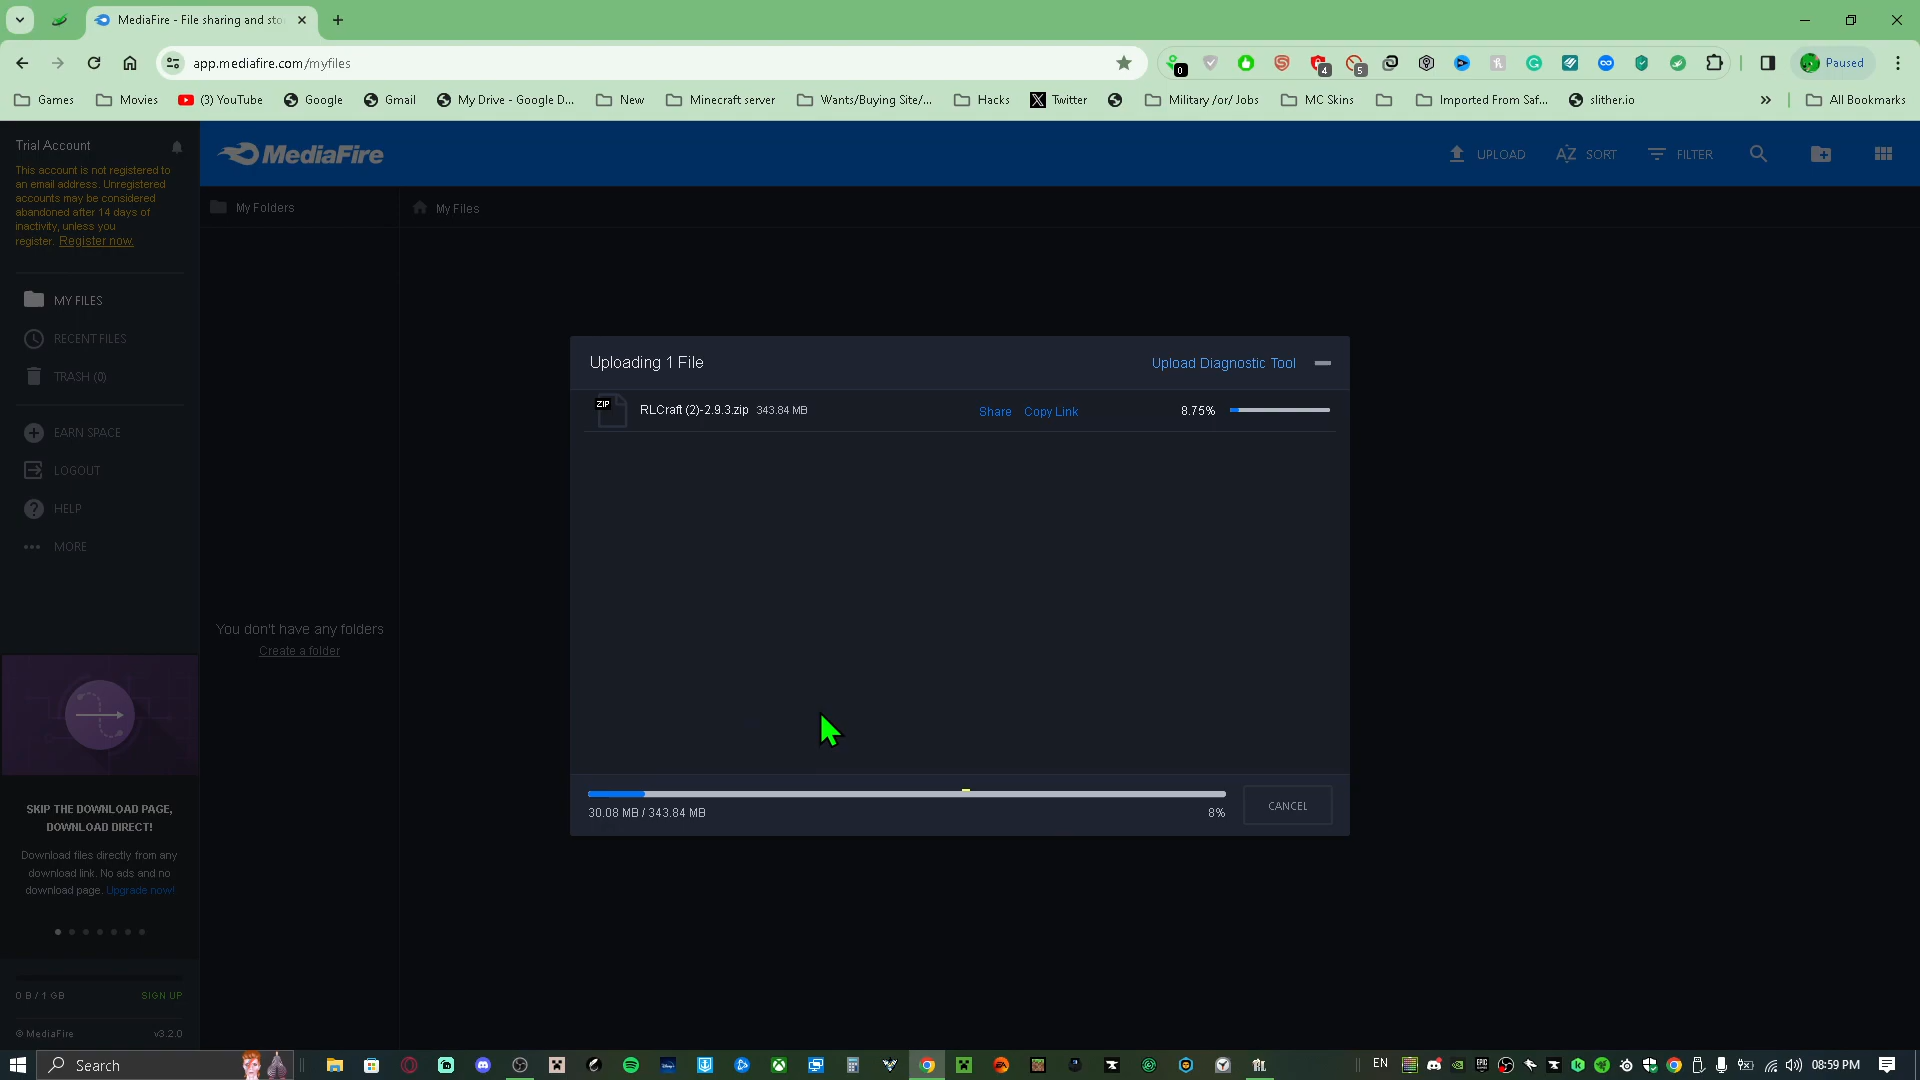 MediaFire - File sharing and sto
app.mediafire.com/myfiles
0
4
5
Paused
Games
Movies
(3) YouTube
Google
Gmail
My Drive - Google D...
New
Minecraft server
Wants/Buying Site/...
Hacks
Twitter
Military /or/ Jobs
MC Skins
Imported From Saf...
slither.io
All Bookmarks
Trial Account
This account is not registered to
an email address. Unregistered
accounts may be considered
abandoned after 14 days of
inactivity, unless you
register. Register now.
MediaFire
UPLOAD
AZ SORT
FILTER
My Folders
My Files
MY FILES
RECENT FILES
TRASH (0)
EARN SPACE
LOGOUT
HELP
MORE
Uploading 1 File
Upload Diagnostic Tool
ZIP
RLCraft (2)-2.9.3.zip 343.84 MB
Share
Copy Link
8.75%
You don't have any folders
Create a folder
30.08 MB / 343.84 MB
8%
CANCEL
SKIP THE DOWNLOAD PAGE,
DOWNLOAD DIRECT!
Download files directly from any
download link. No ads and no
download page. Upgrade now!
0 B / 1 GB
SIGN UP
© MediaFire
v3.2.0
Search
EN
08:59 PM